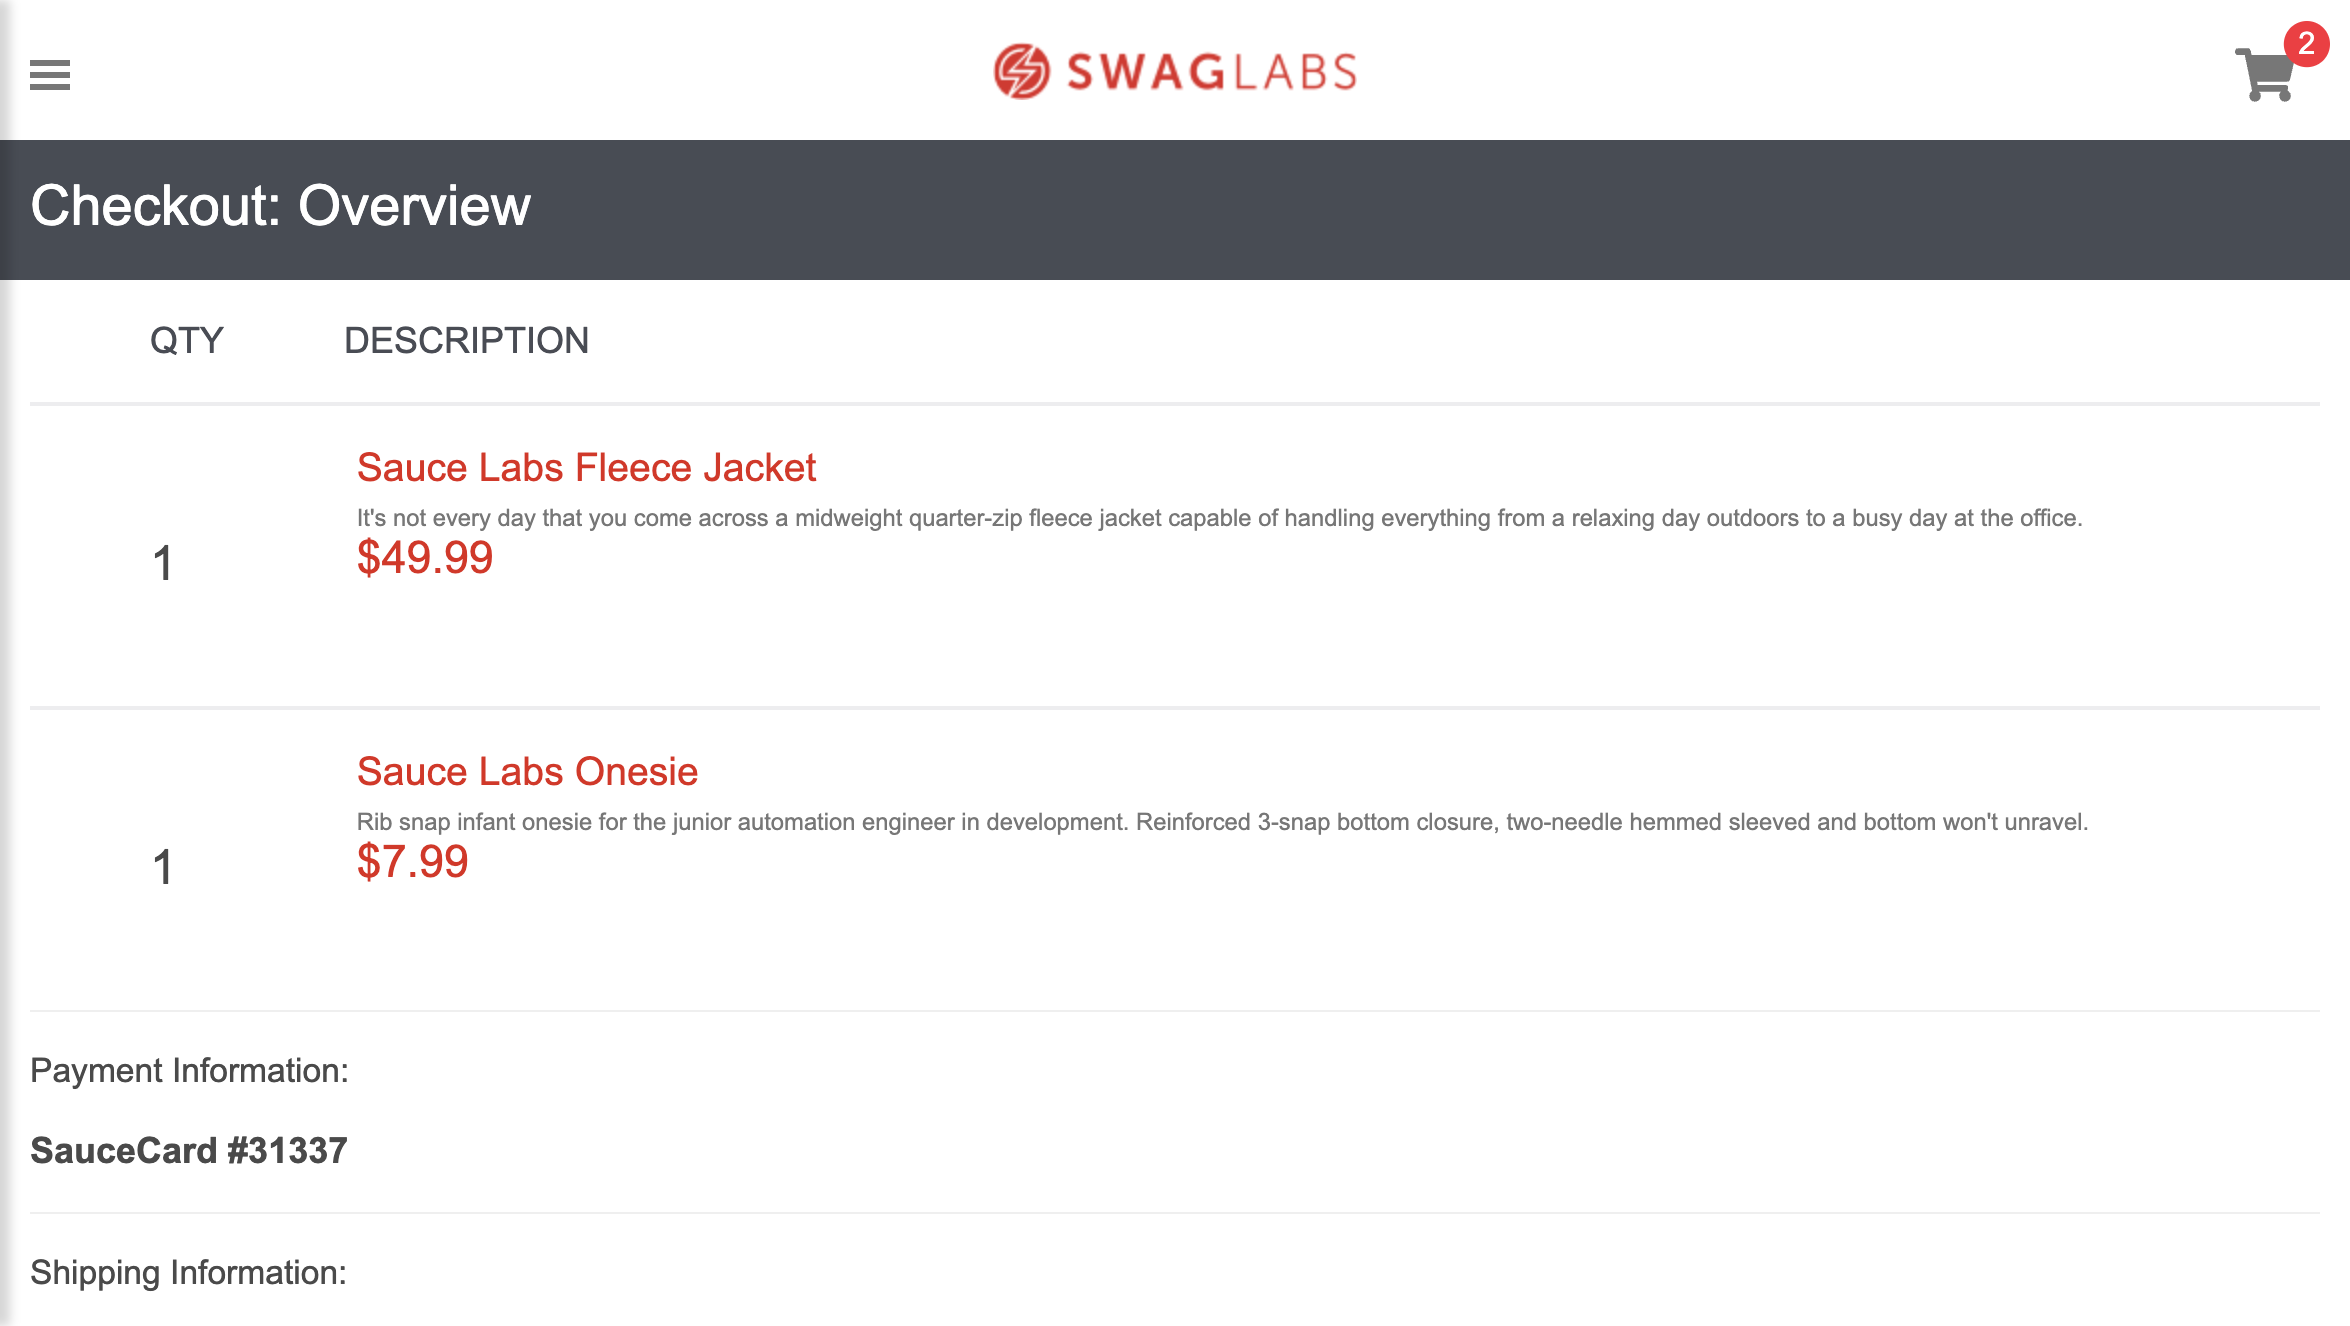 SWAGLABS
2
Checkout: Overview
QTY DESCRIPTION
Sauce Labs Fleece Jacket
It's not every day that you come across a midweight quarter-zip fleece jacket capable of handling everything from a relaxing day outdoors to a busy day at the office.
1
$49.99
Sauce Labs Onesie
Rib snap infant onesie for the junior automation engineer in development. Reinforced 3-snap bottom closure, two-needle hemmed sleeved and bottom won't unravel.
1
$7.99
Payment Information:
SauceCard #31337
Shipping Information: